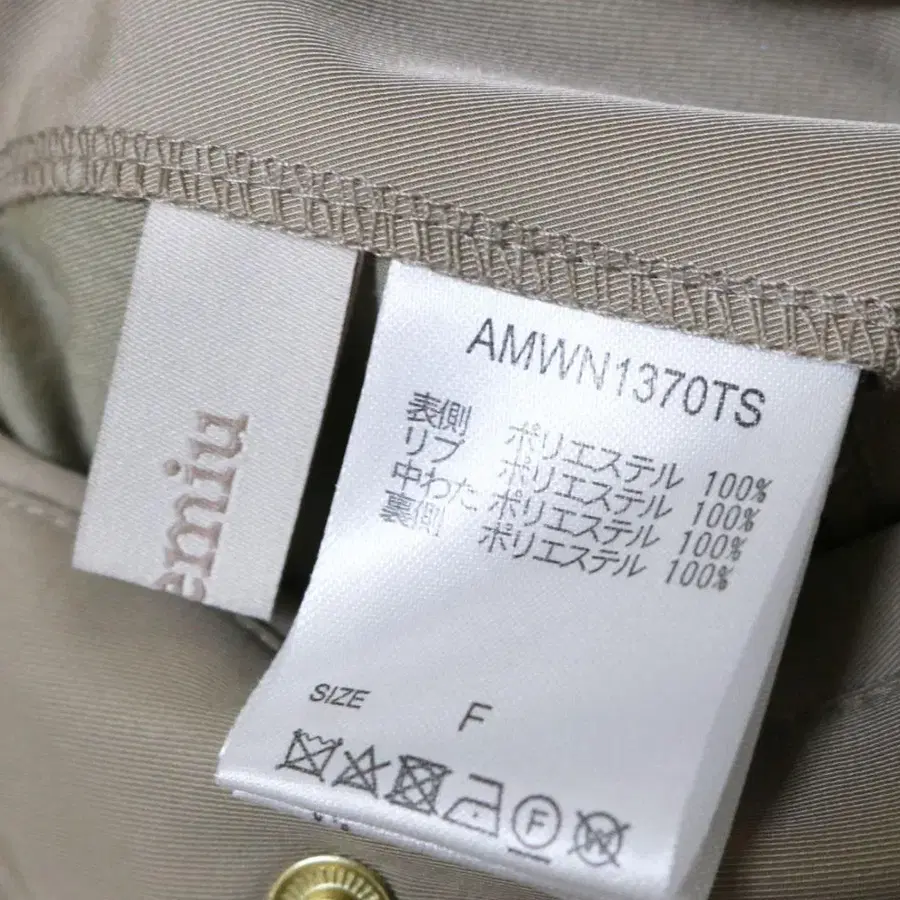 emiu
AMWN1370TS
表側 ポリエステル 100%
リブ ポリエステル 100%
中わた ポリエステル 100%
裏側 ポリエステル 100%
SIZE F
F
W